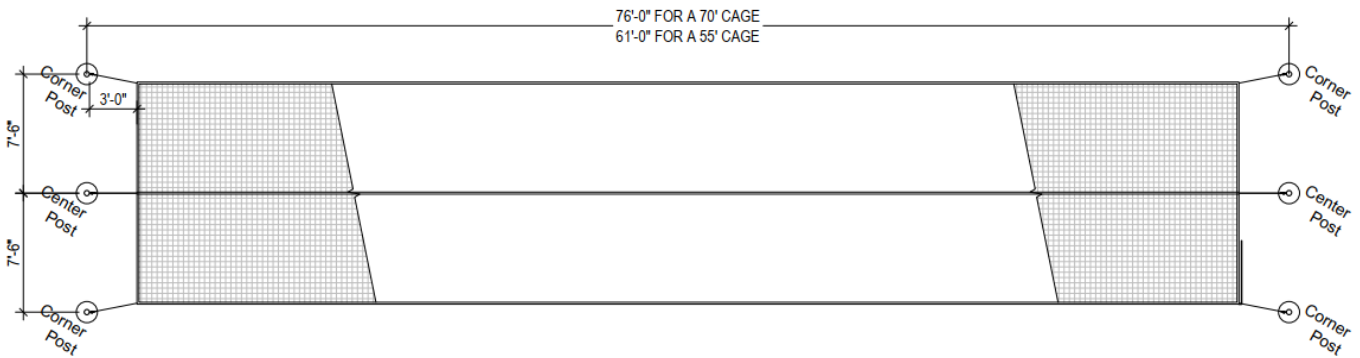 76'-0" FOR A 70' CAGE
61'-0" FOR A 55' CAGE
Corner
Post
3'-0"
7'-6"
Corner
Post
Center
Post
Center
Post
7'-6"
Corner
Post
Corner
Post